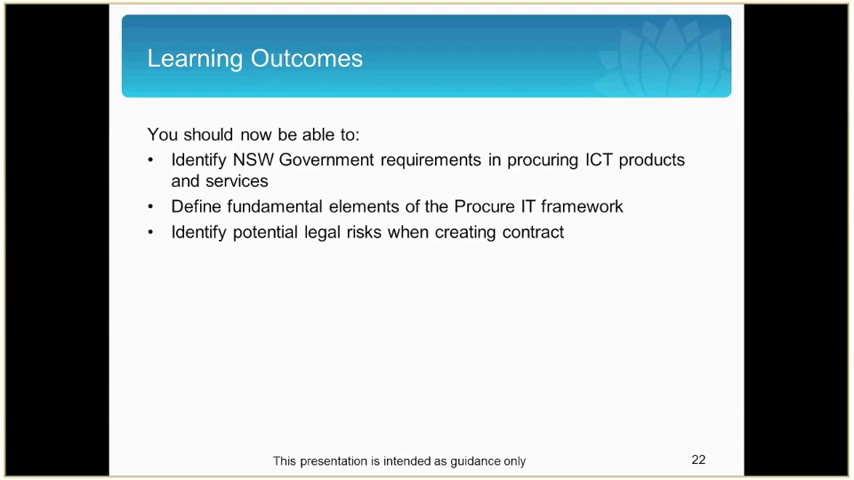 Learning Outcomes
You should now be able to:
• Identify NSW Government requirements in procuring ICT products
and services
• Define fundamental elements of the Procure IT framework
• Identify potential legal risks when creating contract
This presentation is intended as guidance only
22